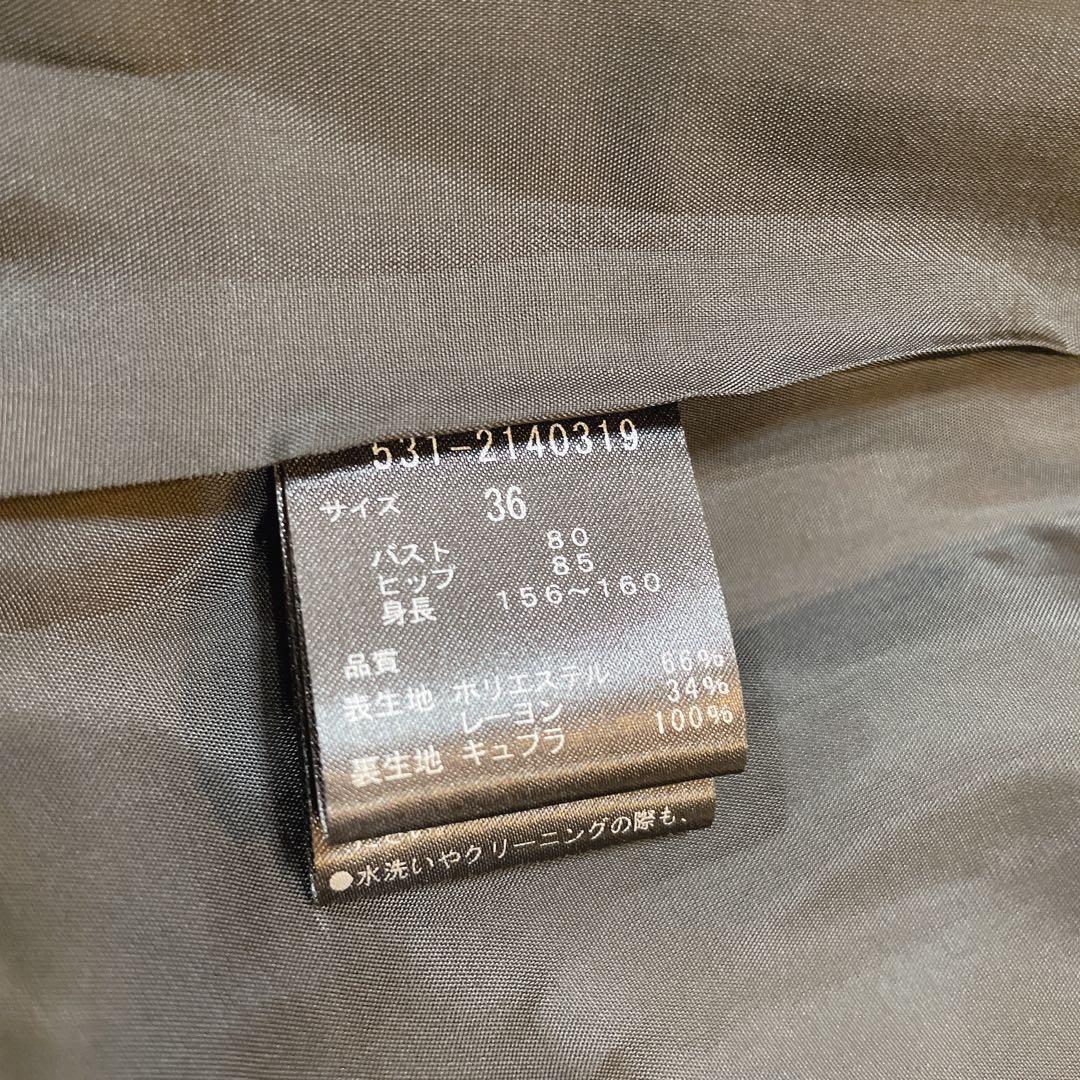 531-2140319
サイズ 36
バスト 80
ヒップ 85
身長 156~160
品質
表生地 ポリエステル 66%
レーヨン 34%
裏生地 キュプラ 100%
●水洗いやクリーニングの際も、